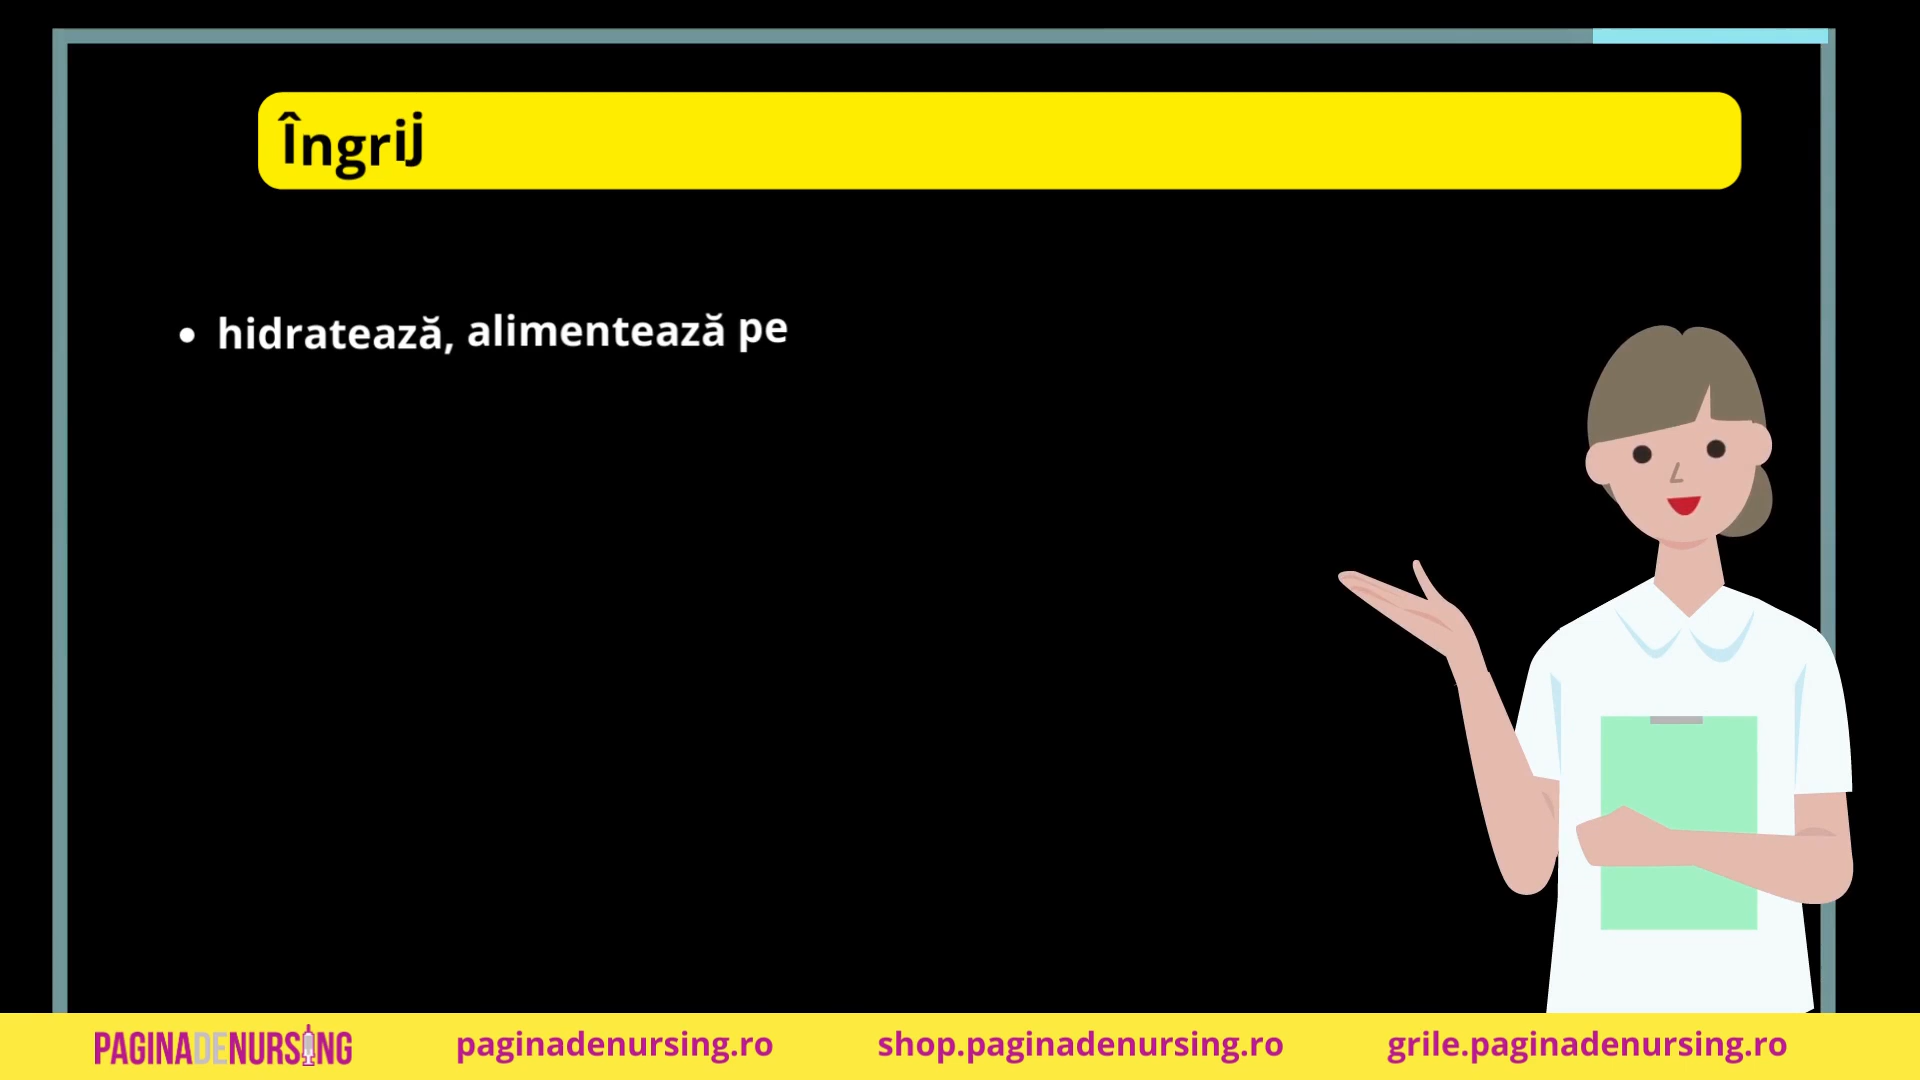 Îngrij
• hidratează, alimentează pe
PAGINADENURSING paginadenursing.ro shop.paginadenursing.ro grile.paginadenursing.ro